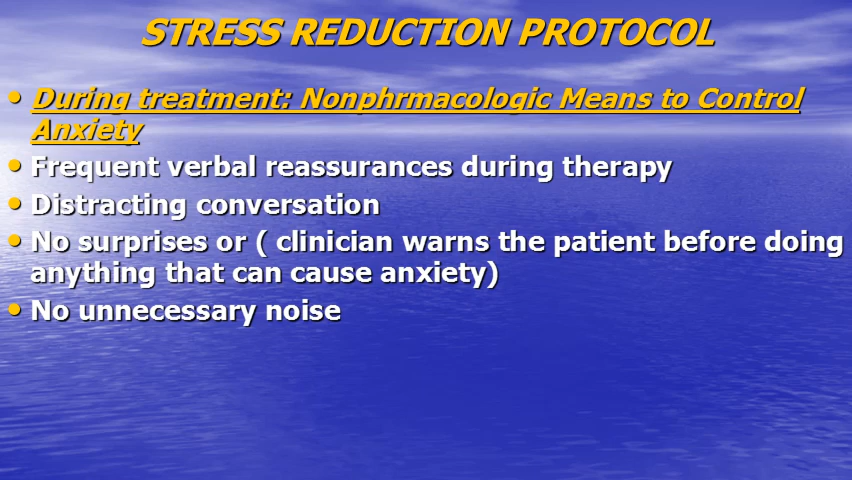 STRESS REDUCTION PROTOCOL
• During treatment: Nonphrmacologic Means to Control
Anxiety
• Frequent verbal reassurances during therapy
• Distracting conversation
• No surprises or ( clinician warns the patient before doing
anything that can cause anxiety)
• No unnecessary noise